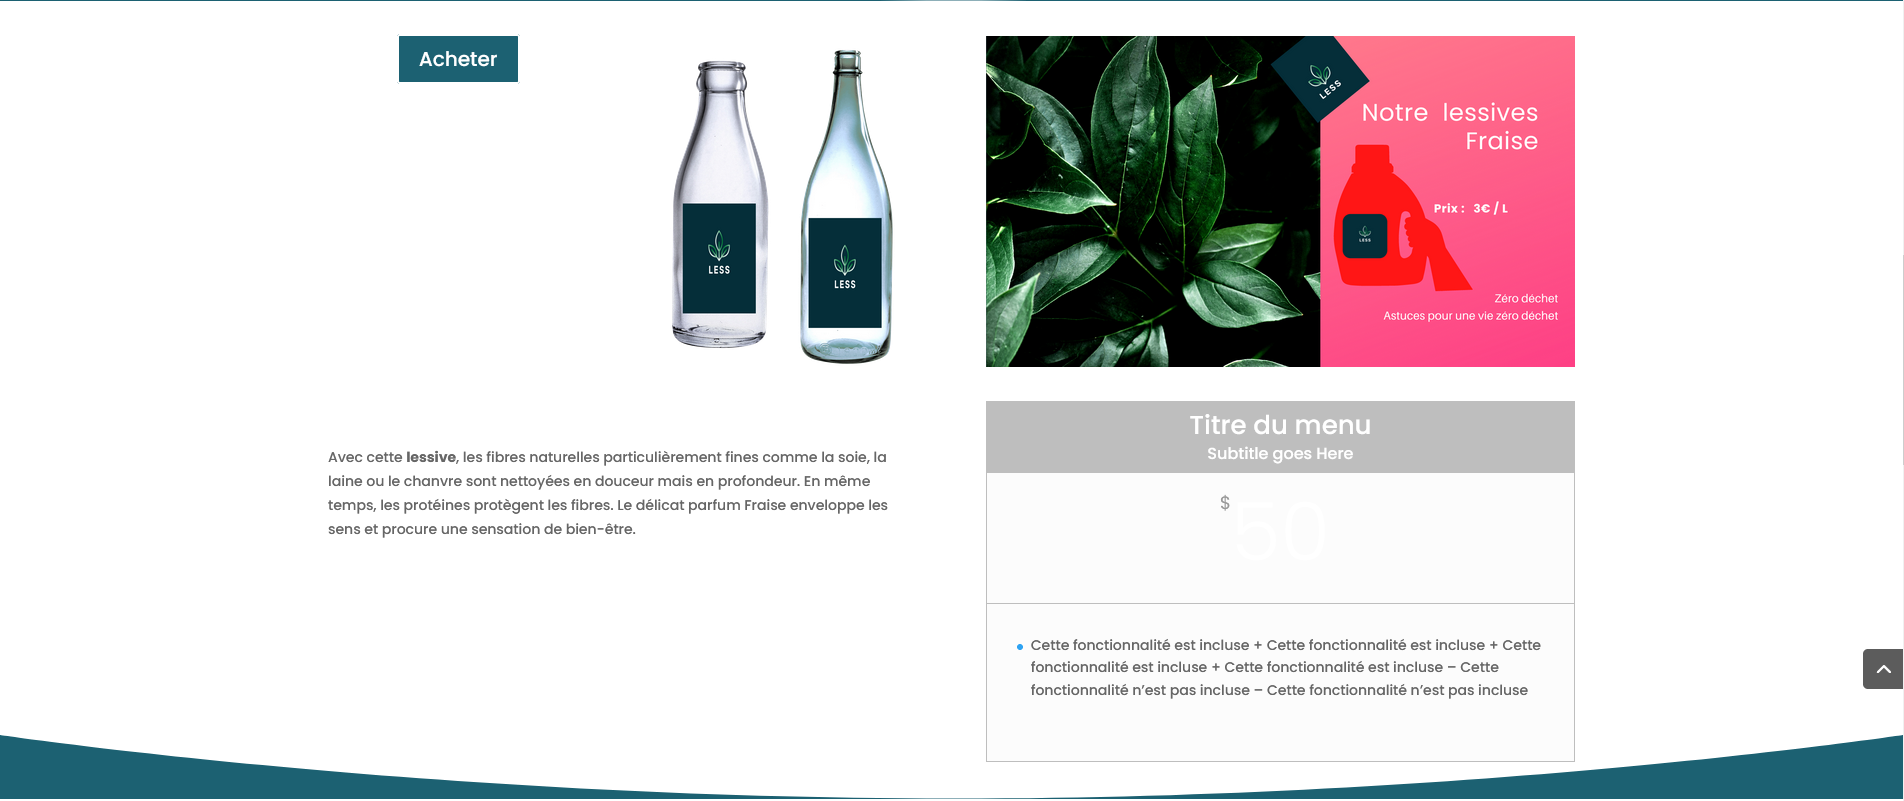 Acheter
LESS
LESS
LESS
Notre lessives
Fraise
Prix : 3€ / L
LESS
Zéro déchet
Astuces pour une vie zéro déchet
Avec cette lessive, les fibres naturelles particulièrement fines comme la soie, la
laine ou le chanvre sont nettoyées en douceur mais en profondeur. En même
temps, les protéines protègent les fibres. Le délicat parfum Fraise enveloppe les
sens et procure une sensation de bien-être.
Titre du menu
Subtitle goes Here
$50
Cette fonctionnalité est incluse + Cette fonctionnalité est incluse + Cette
fonctionnalité est incluse + Cette fonctionnalité est incluse – Cette
fonctionnalité n’est pas incluse – Cette fonctionnalité n’est pas incluse